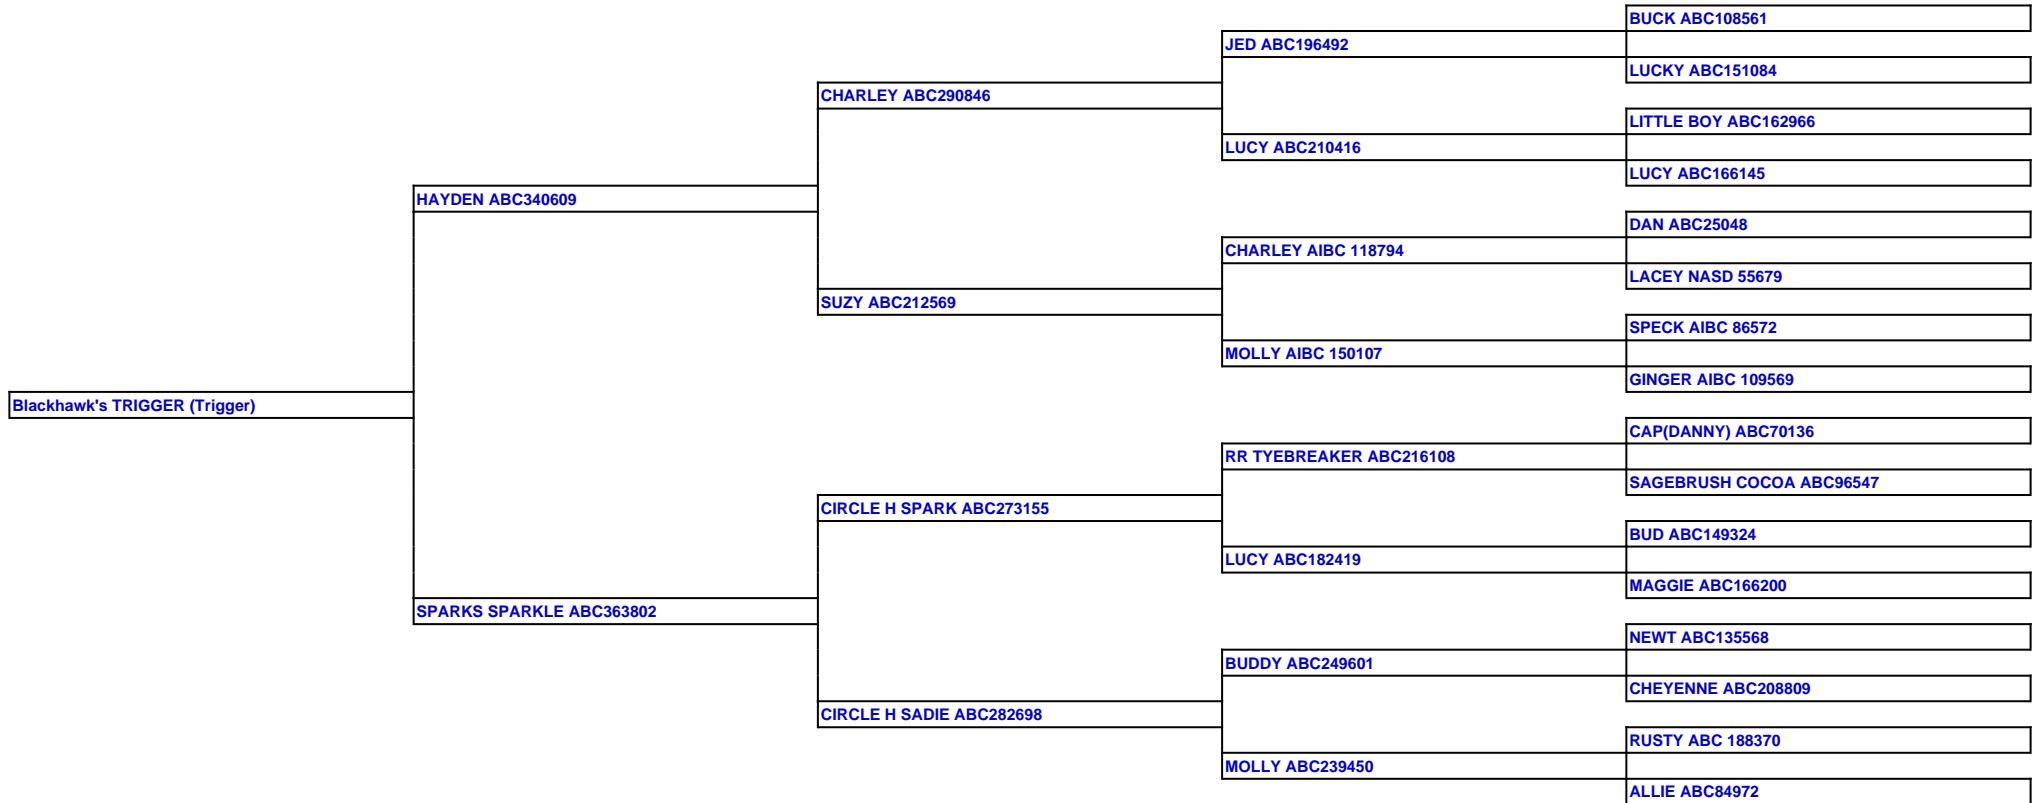 BUCK ABC108561
JED ABC196492
LUCKY ABC151084
CHARLEY ABC290846
LITTLE BOY ABC162966
LUCY ABC210416
LUCY ABC166145
HAYDEN ABC340609
DAN ABC25048
CHARLEY AIBC 118794
LACEY NASD 55679
SUZY ABC212569
SPECK AIBC 86572
MOLLY AIBC 150107
GINGER AIBC 109569
Blackhawk's TRIGGER (Trigger)
CAP(DANNY) ABC70136
RR TYEBREAKER ABC216108
SAGEBRUSH COCOA ABC96547
CIRCLE H SPARK ABC273155
BUD ABC149324
LUCY ABC182419
MAGGIE ABC166200
SPARKS SPARKLE ABC363802
NEWT ABC135568
BUDDY ABC249601
CHEYENNE ABC208809
CIRCLE H SADIE ABC282698
RUSTY ABC 188370
MOLLY ABC239450
ALLIE ABC84972